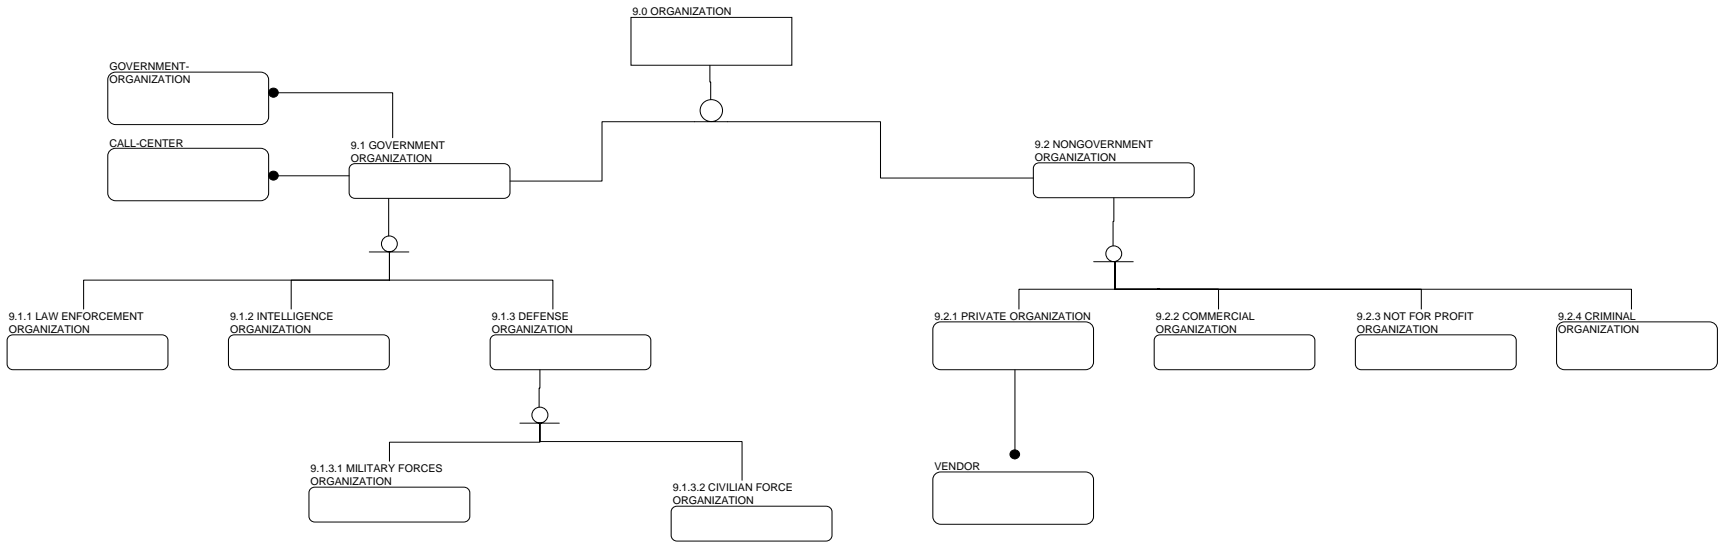 9.0 ORGANIZATION
GOVERNMENT-
ORGANIZATION
CALL-CENTER
9.1 GOVERNMENT
ORGANIZATION
9.2 NONGOVERNMENT
ORGANIZATION
9.1.1 LAW ENFORCEMENT
ORGANIZATION
9.1.2 INTELLIGENCE
ORGANIZATION
9.1.3 DEFENSE
ORGANIZATION
9.2.1 PRIVATE ORGANIZATION
9.2.2 COMMERCIAL
ORGANIZATION
9.2.3 NOT FOR PROFIT
ORGANIZATION
9.2.4 CRIMINAL
ORGANIZATION
9.1.3.1 MILITARY FORCES
ORGANIZATION
9.1.3.2 CIVILIAN FORCE
ORGANIZATION
VENDOR